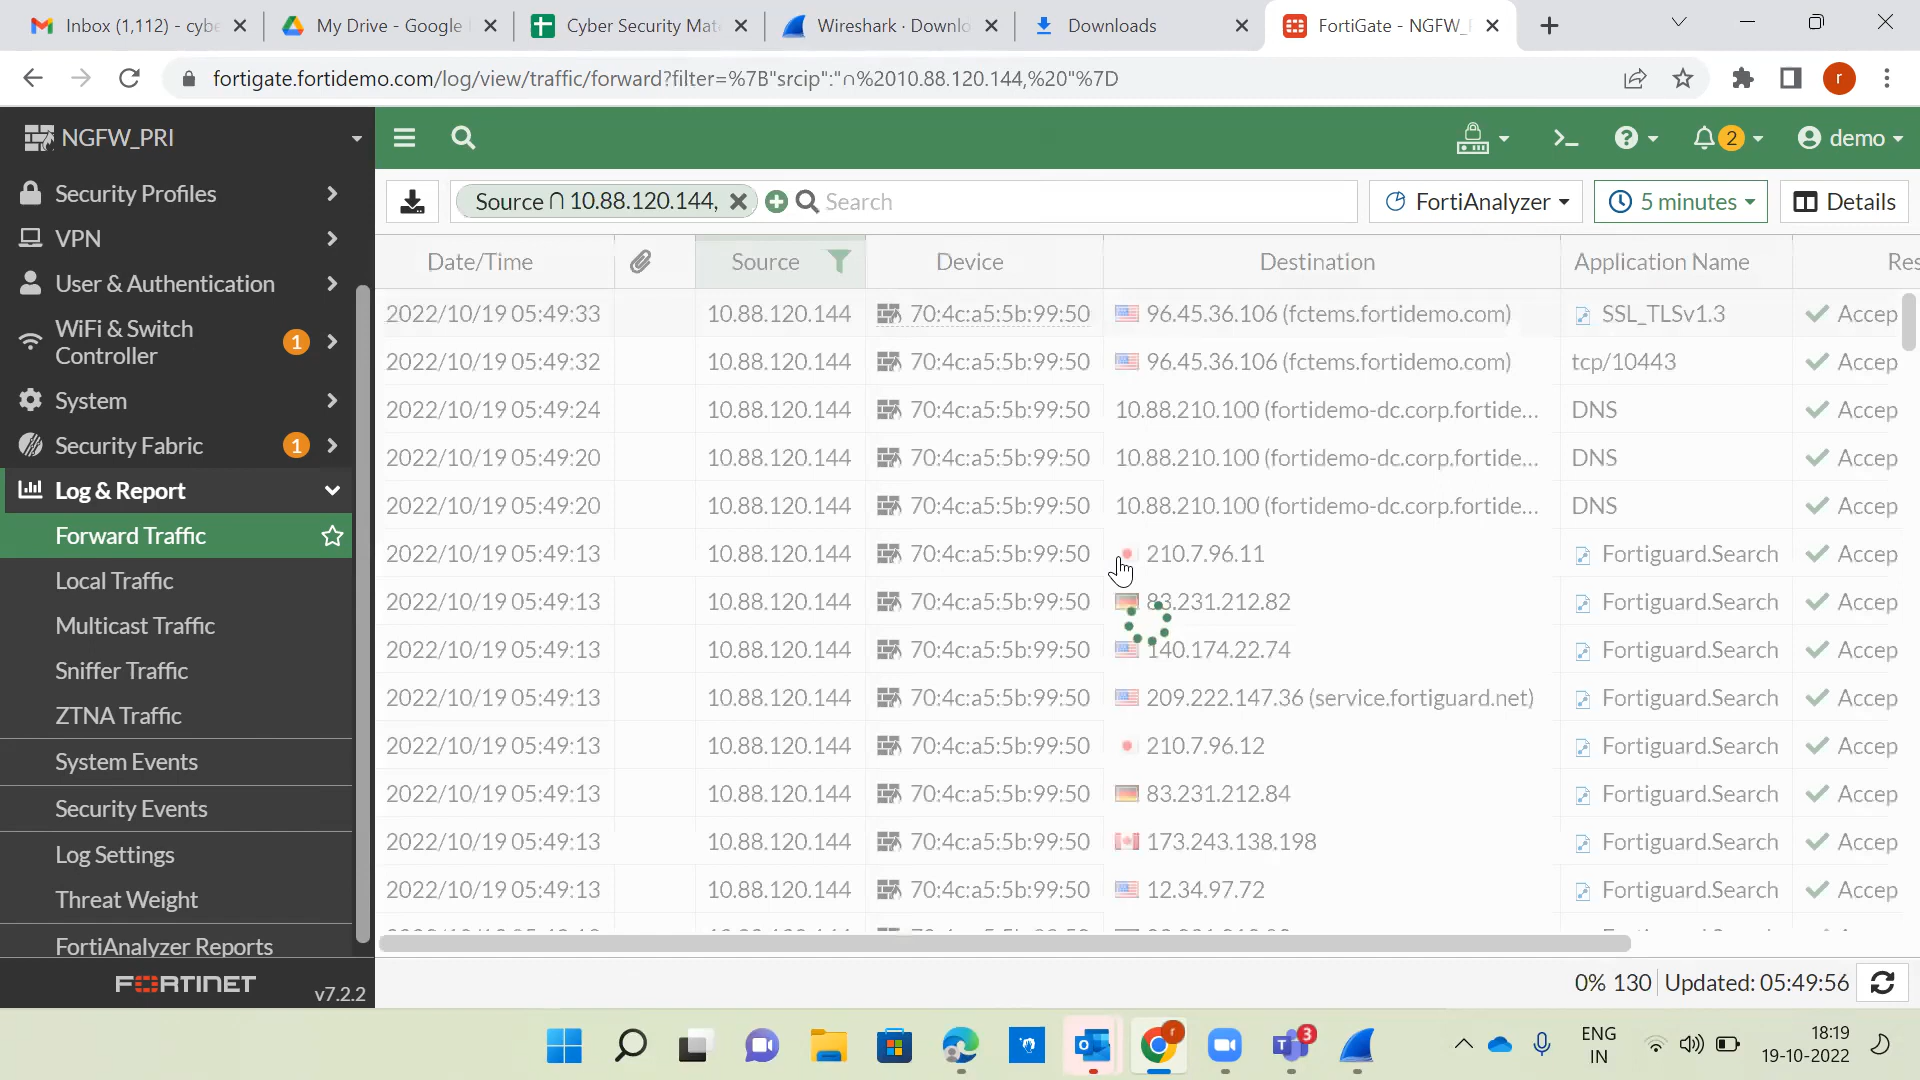 Inbox (1,112) - cybe
My Drive - Google
Cyber Security Mat
Wireshark · Downlo
Downloads
FortiGate - NGFW_
fortigate.fortidemo.com/log/view/traffic/forward?filter=%7B"srcip":"∩%2010.88.120.144,%20"%7D
r
NGFW_PRI
2
demo
Security Profiles
VPN
User & Authentication
WiFi & Switch
Controller
1
System
Security Fabric
1
Log & Report
Forward Traffic
Local Traffic
Multicast Traffic
Sniffer Traffic
ZTNA Traffic
System Events
Security Events
Log Settings
Threat Weight
FortiAnalyzer Reports
FORTINET
v7.2.2
Source ∩ 10.88.120.144,
Search
FortiAnalyzer
5 minutes
Details
Date/Time Source Device Destination Application Name Res
2022/10/19 05:49:33 10.88.120.144 70:4c:a5:5b:99:50 96.45.36.106 (fctems.fortidemo.com) SSL_TLSv1.3 Accep
2022/10/19 05:49:32 10.88.120.144 70:4c:a5:5b:99:50 96.45.36.106 (fctems.fortidemo.com) tcp/10443 Accep
2022/10/19 05:49:24 10.88.120.144 70:4c:a5:5b:99:50 10.88.210.100 (fortidemo-dc.corp.fortide... DNS Accep
2022/10/19 05:49:20 10.88.120.144 70:4c:a5:5b:99:50 10.88.210.100 (fortidemo-dc.corp.fortide... DNS Accep
2022/10/19 05:49:20 10.88.120.144 70:4c:a5:5b:99:50 10.88.210.100 (fortidemo-dc.corp.fortide... DNS Accep
2022/10/19 05:49:13 10.88.120.144 70:4c:a5:5b:99:50 210.7.96.11 Fortiguard.Search Accep
2022/10/19 05:49:13 10.88.120.144 70:4c:a5:5b:99:50 83.231.212.82 Fortiguard.Search Accep
2022/10/19 05:49:13 10.88.120.144 70:4c:a5:5b:99:50 140.174.22.74 Fortiguard.Search Accep
2022/10/19 05:49:13 10.88.120.144 70:4c:a5:5b:99:50 209.222.147.36 (service.fortiguard.net) Fortiguard.Search Accep
2022/10/19 05:49:13 10.88.120.144 70:4c:a5:5b:99:50 210.7.96.12 Fortiguard.Search Accep
2022/10/19 05:49:13 10.88.120.144 70:4c:a5:5b:99:50 83.231.212.84 Fortiguard.Search Accep
2022/10/19 05:49:13 10.88.120.144 70:4c:a5:5b:99:50 173.243.138.198 Fortiguard.Search Accep
2022/10/19 05:49:13 10.88.120.144 70:4c:a5:5b:99:50 12.34.97.72 Fortiguard.Search Accep
0% 130 Updated: 05:49:56
r
3
ENG
IN
18:19
19-10-2022